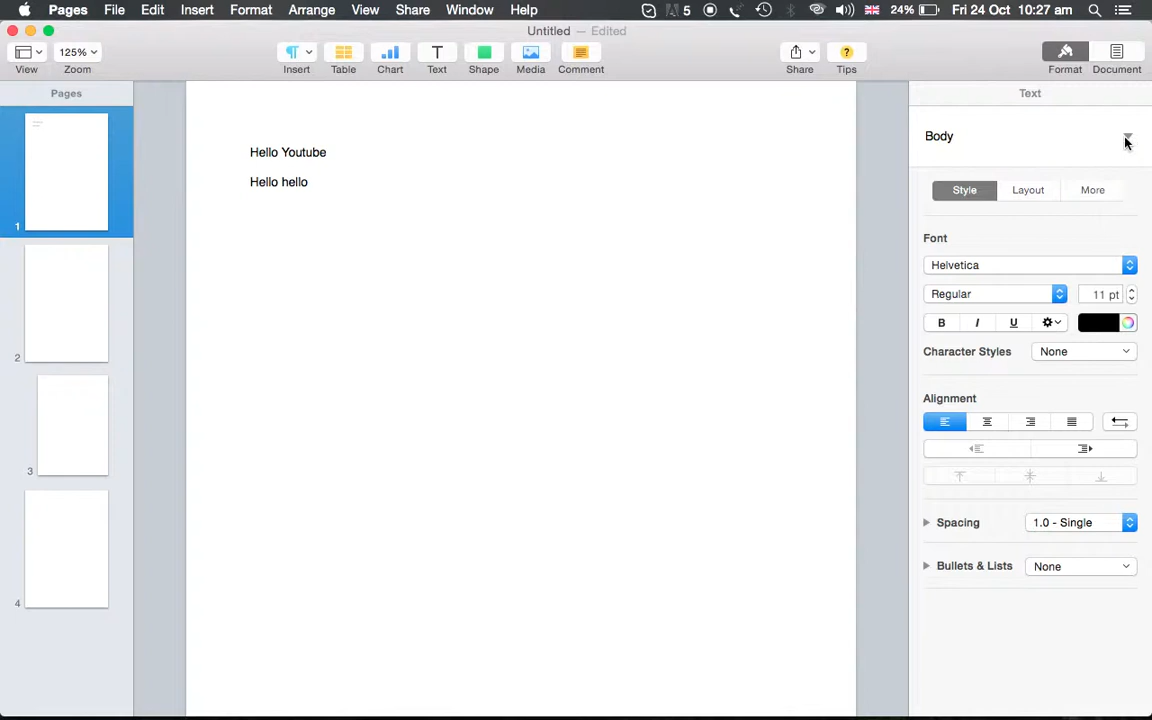 Pages File Edit Insert Format Arrange View Share Window Help 5 24% Fri 24 Oct 10:27 am
Untitled — Edited
125%
View Zoom Insert Table Chart Text Shape Media Comment Share Tips Format Document
Pages
Text
Body
Hello Youtube
Hello hello
Style Layout More
1
Font
Helvetica
Regular 11 pt
B I U
2
Character Styles None
Alignment
3
Spacing 1.0 - Single
Bullets & Lists None
4